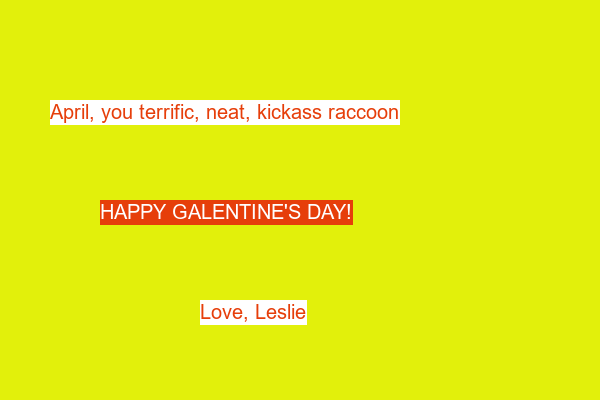 April, you terrific, neat, kickass raccoon
HAPPY GALENTINE'S DAY!
Love, Leslie